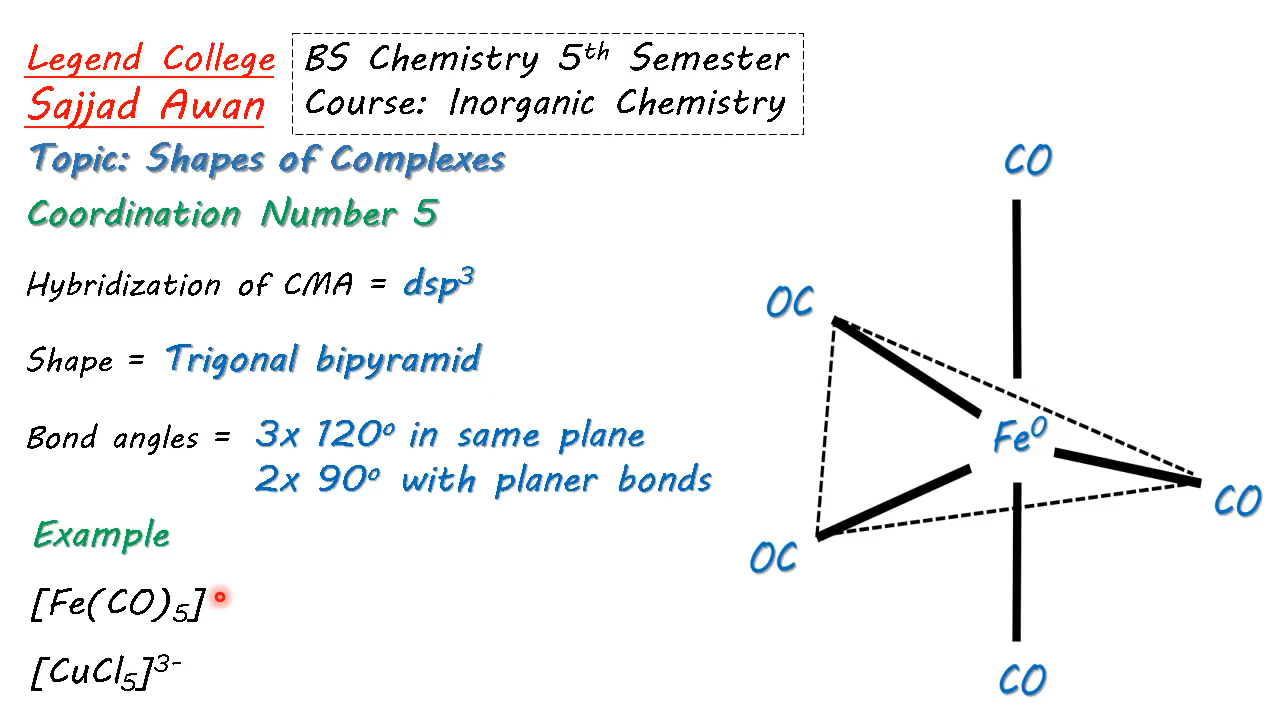 Legend College
Sajjad Awan
BS Chemistry 5th Semester
Course: Inorganic Chemistry
Topic: Shapes of Complexes
Coordination Number 5
Hybridization of CMA = dsp³
Shape = Trigonal bipyramid
Bond angles = 3x 120° in same plane
2x 90° with planer bonds
Example
[Fe(CO)₅]
[CuCl₅]³⁻
CO
OC
Fe⁰
CO
OC
CO